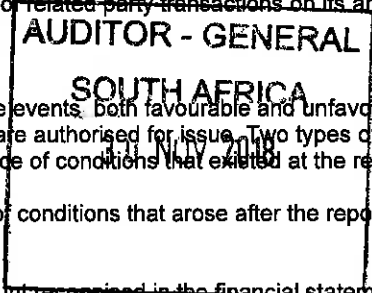 of related party transactions on its an
AUDITOR - GENERAL
SOUTH AFRICA
e events, both favourable and unfavo
are authorised for issue. Two types o
de of conditions that existed at the re
30 NOV 2018
of conditions that arose after the repo
recognised in the financial statem